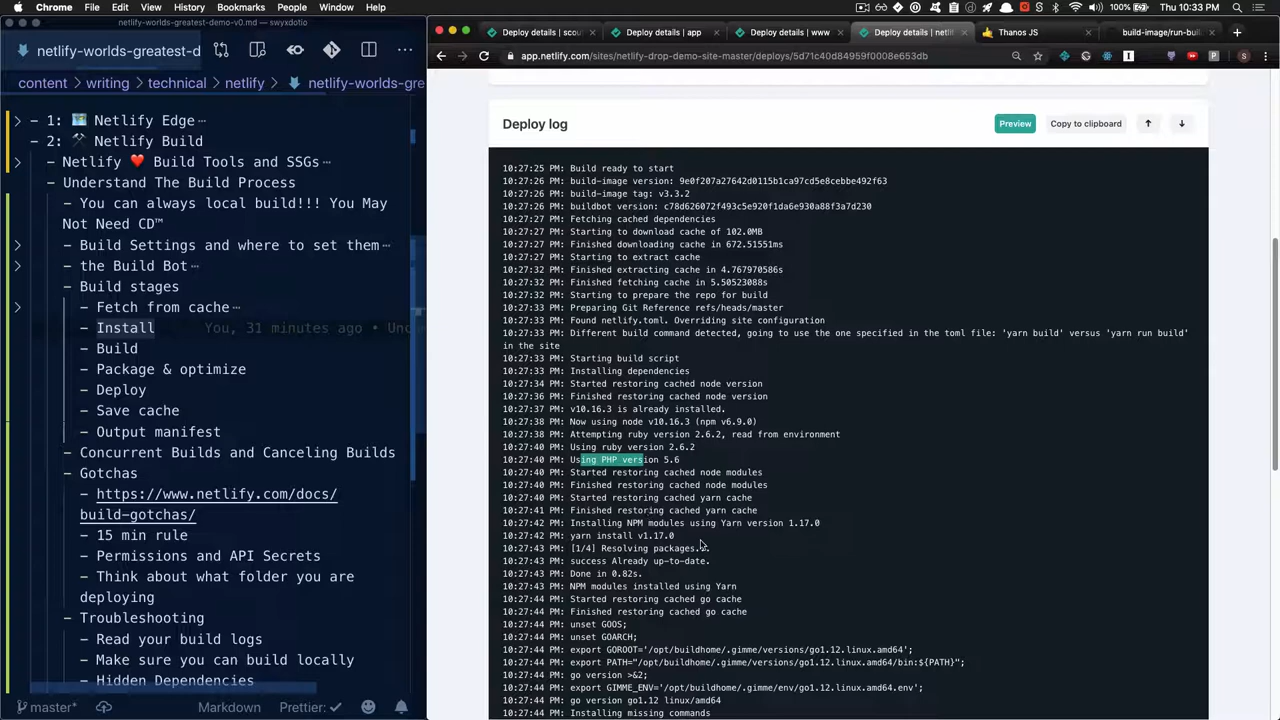 Chrome File Edit View History Bookmarks People Window Help
100% Thu 10:33 PM
netlify-worlds-greatest-demo-v0.md — swyxdotio
netlify-worlds-greatest-d
content › writing › technical › netlify › netlify-worlds-gre
- 1: 🗺 Netlify Edge…
- 2: ⚒ Netlify Build
- Netlify ❤️ Build Tools and SSGs…
- Understand The Build Process
- You can always local build!!! You May
Not Need CD™
- Build Settings and where to set them…
- the Build Bot…
- Build stages
- Fetch from cache…
- Install You, 31 minutes ago • Unc
- Build
- Package & optimize
- Deploy
- Save cache
- Output manifest
- Concurrent Builds and Canceling Builds
- Gotchas
- https://www.netlify.com/docs/
build-gotchas/
- 15 min rule
- Permissions and API Secrets
- Think about what folder you are
deploying
- Troubleshooting
- Read your build logs
- Make sure you can build locally
- Hidden Dependencies
master* Markdown Prettier: ✓
Deploy details | scou Deploy details | app Deploy details | www Deploy details | netlif Thanos JS build-image/run-buil
app.netlify.com/sites/netlify-drop-demo-site-master/deploys/5d71c40d84959f0008e653db
Deploy log
Preview Copy to clipboard ↑ ↓
10:27:25 PM: Build ready to start
10:27:26 PM: build-image version: 9e0f207a27642d0115b1ca97cd5e8cebbe492f63
10:27:26 PM: build-image tag: v3.3.2
10:27:26 PM: buildbot version: c78d626072f493c5e920f1da6e930a88f3a7d230
10:27:27 PM: Fetching cached dependencies
10:27:27 PM: Starting to download cache of 102.0MB
10:27:27 PM: Finished downloading cache in 672.51551ms
10:27:27 PM: Starting to extract cache
10:27:32 PM: Finished extracting cache in 4.767970586s
10:27:32 PM: Finished fetching cache in 5.50523088s
10:27:32 PM: Starting to prepare the repo for build
10:27:33 PM: Preparing Git Reference refs/heads/master
10:27:33 PM: Found netlify.toml. Overriding site configuration
10:27:33 PM: Different build command detected, going to use the one specified in the toml file: 'yarn build' versus 'yarn run build'
in the site
10:27:33 PM: Starting build script
10:27:33 PM: Installing dependencies
10:27:34 PM: Started restoring cached node version
10:27:36 PM: Finished restoring cached node version
10:27:37 PM: v10.16.3 is already installed.
10:27:38 PM: Now using node v10.16.3 (npm v6.9.0)
10:27:38 PM: Attempting ruby version 2.6.2, read from environment
10:27:40 PM: Using ruby version 2.6.2
10:27:40 PM: Using PHP version 5.6
10:27:40 PM: Started restoring cached node modules
10:27:40 PM: Finished restoring cached node modules
10:27:40 PM: Started restoring cached yarn cache
10:27:41 PM: Finished restoring cached yarn cache
10:27:42 PM: Installing NPM modules using Yarn version 1.17.0
10:27:42 PM: yarn install v1.17.0
10:27:43 PM: [1/4] Resolving packages...
10:27:43 PM: success Already up-to-date.
10:27:43 PM: Done in 0.82s.
10:27:43 PM: NPM modules installed using Yarn
10:27:44 PM: Started restoring cached go cache
10:27:44 PM: Finished restoring cached go cache
10:27:44 PM: unset GOOS;
10:27:44 PM: unset GOARCH;
10:27:44 PM: export GOROOT='/opt/buildhome/.gimme/versions/go1.12.linux.amd64';
10:27:44 PM: export PATH="/opt/buildhome/.gimme/versions/go1.12.linux.amd64/bin:${PATH}";
10:27:44 PM: go version >&2;
10:27:44 PM: export GIMME_ENV='/opt/buildhome/.gimme/env/go1.12.linux.amd64.env';
10:27:44 PM: go version go1.12 linux/amd64
10:27:44 PM: Installing missing commands